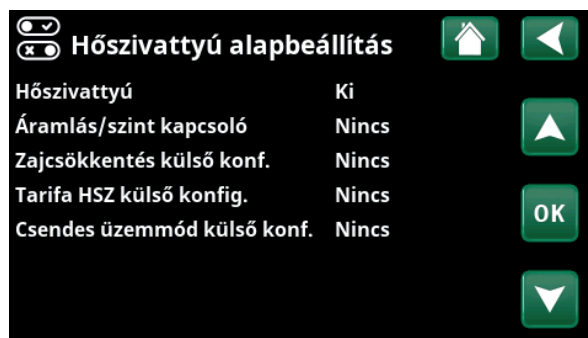 Hőszivattyú alapbeállítás
Hőszivattyú Ki
Áramlás/szint kapcsoló Nincs
Zajcsökkentés külső konf. Nincs
Tarifa HSZ külső konfig. Nincs
Csendes üzemmód külső konf. Nincs
OK